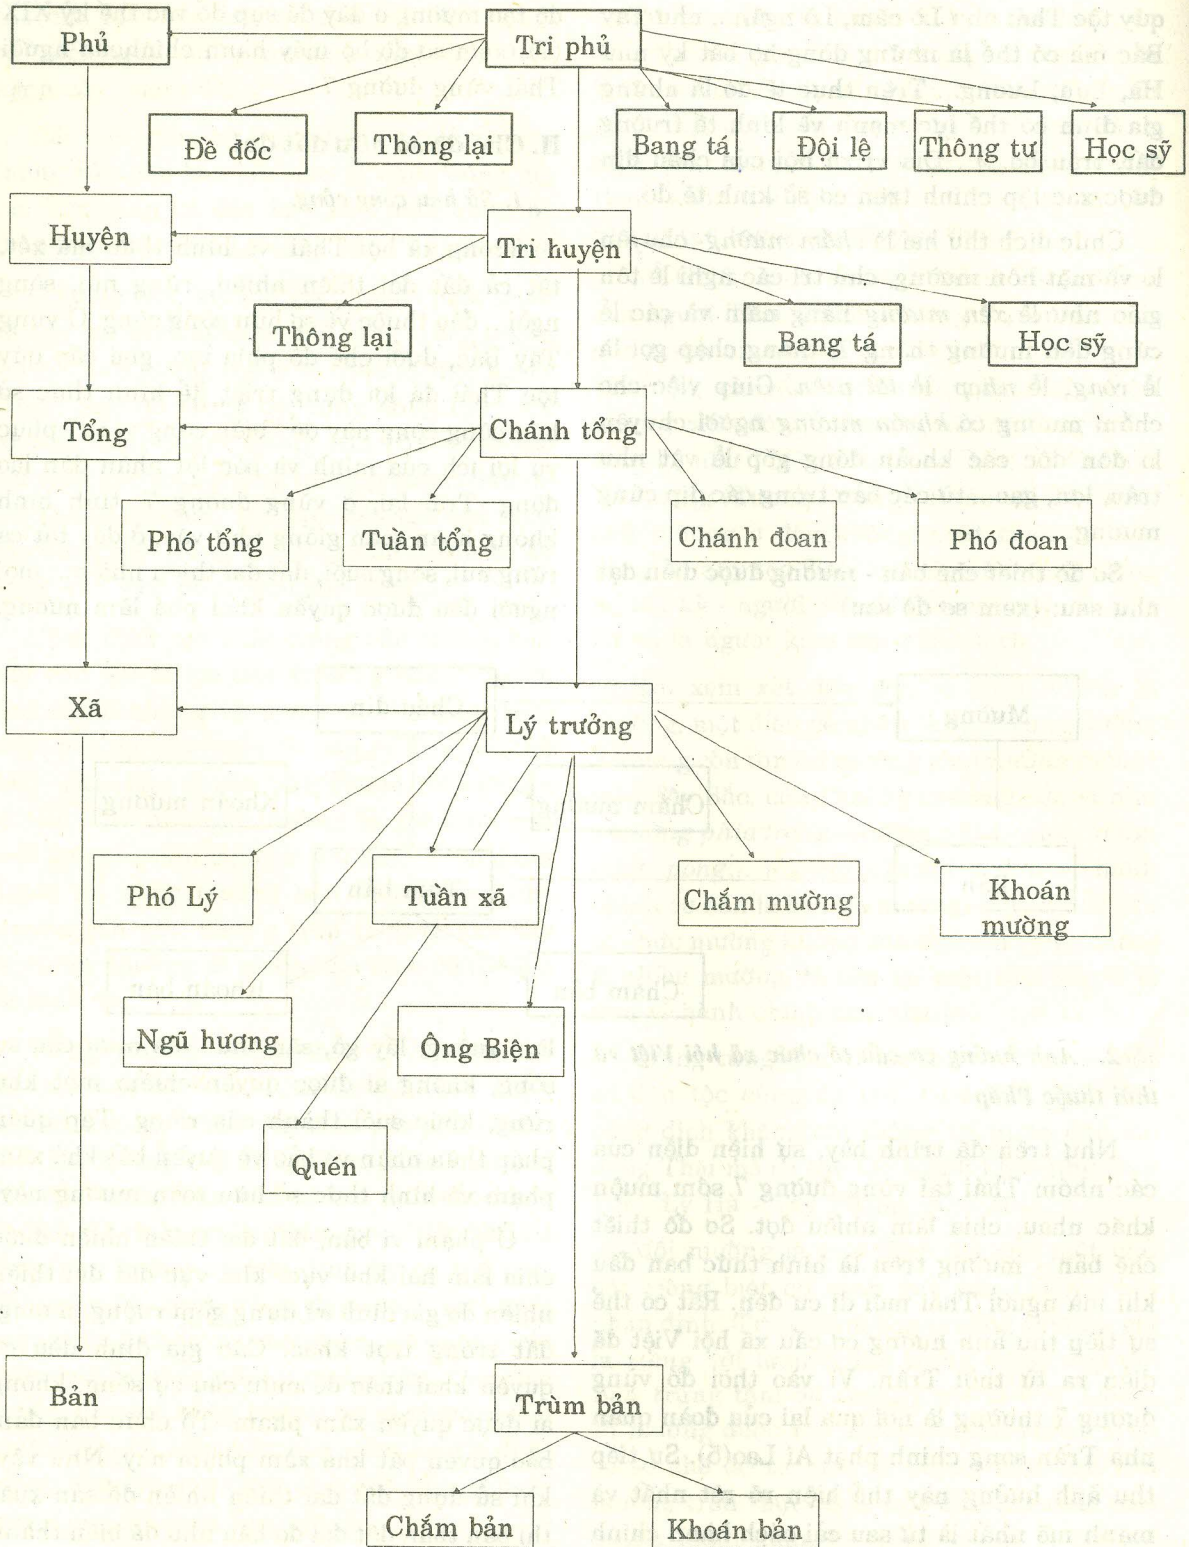 Phủ
Tri phủ
Đề đốc
Thông lại
Bang tá
Đội lệ
Thông tư
Học sỹ
Huyện
Tri huyện
Thông lại
Bang tá
Học sỹ
Tổng
Chánh tổng
Phó tổng
Tuần tổng
Chánh đoan
Phó đoan
Xã
Lý trưởng
Phó Lý
Tuần xã
Chắm mường
Khoán
mường
Ngũ hương
Ông Biện
Quén
Bản
Trùm bản
Chắm bản
Khoán bản